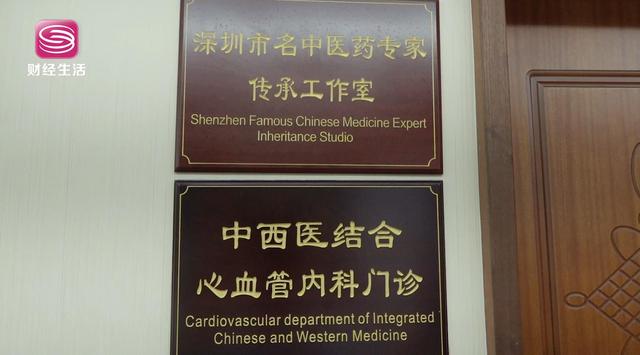 财经生活
深圳市名中医药专家
传承工作室
Shenzhen Famous Chinese Medicine Expert
Inheritance Studio
中西医结合
心血管内科门诊
Cardiovascular department of Integrated
Chinese and Western Medicine